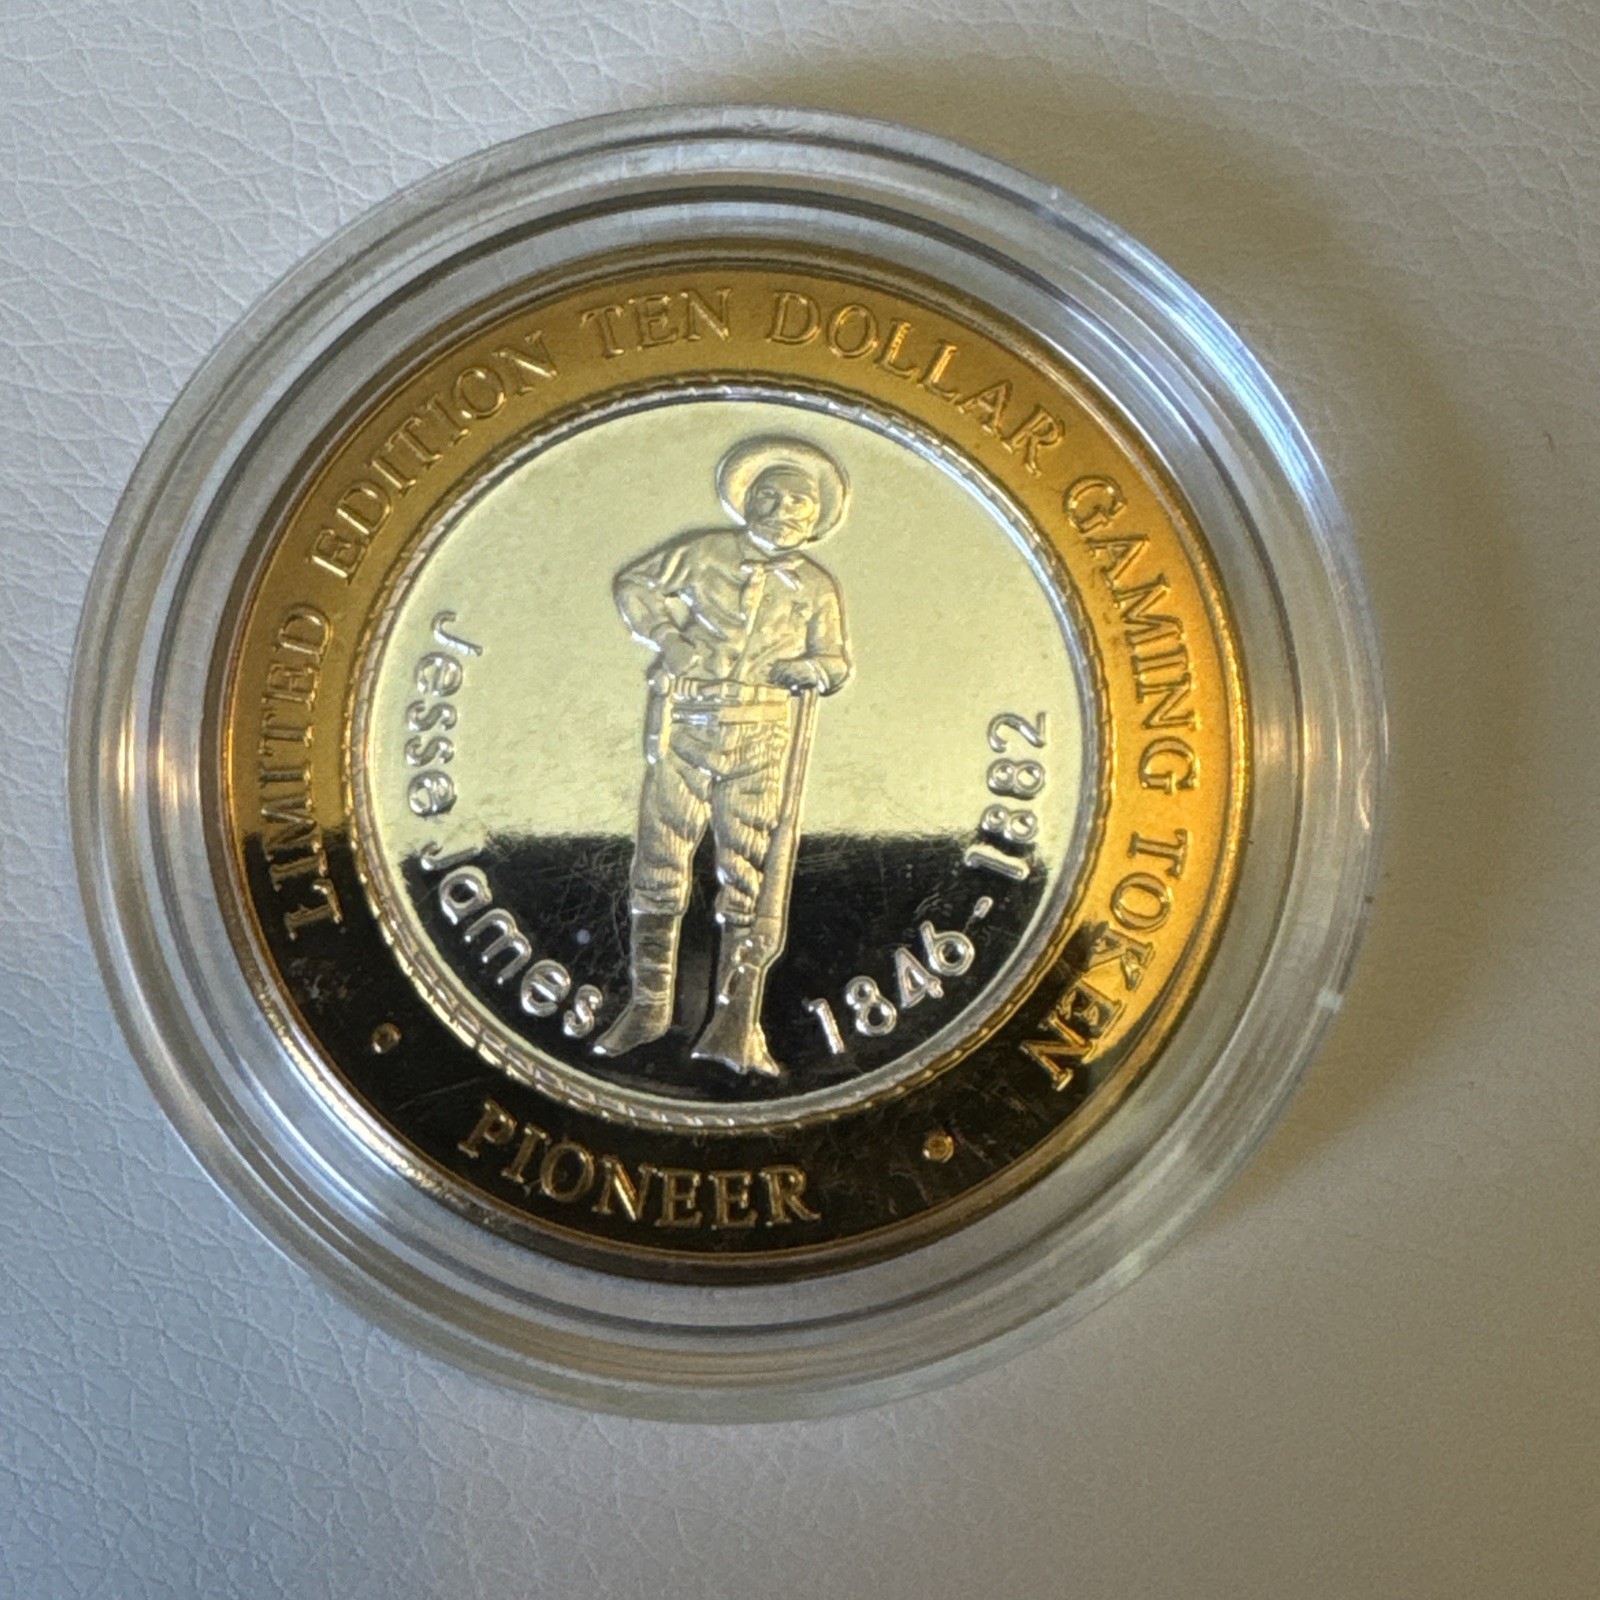 LIMITED EDITION TEN DOLLAR GAMING TOKEN
Jesse James
1846-1882
• PIONEER •